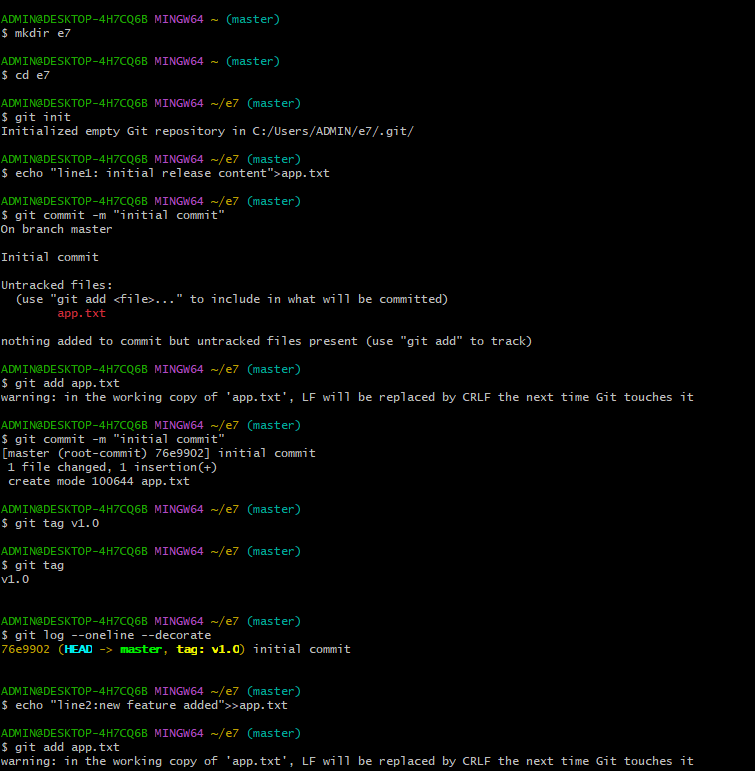 ADMIN@DESKTOP-4H7CQ6B MINGW64 ~ (master)
$ mkdir e7
ADMIN@DESKTOP-4H7CQ6B MINGW64 ~ (master)
$ cd e7
ADMIN@DESKTOP-4H7CQ6B MINGW64 ~/e7 (master)
$ git init
Initialized empty Git repository in C:/Users/ADMIN/e7/.git/
ADMIN@DESKTOP-4H7CQ6B MINGW64 ~/e7 (master)
$ echo "line1: initial release content">app.txt
ADMIN@DESKTOP-4H7CQ6B MINGW64 ~/e7 (master)
$ git commit -m "initial commit"
On branch master
Initial commit
Untracked files:
  (use "git add <file>..." to include in what will be committed)
        app.txt
nothing added to commit but untracked files present (use "git add" to track)
ADMIN@DESKTOP-4H7CQ6B MINGW64 ~/e7 (master)
$ git add app.txt
warning: in the working copy of 'app.txt', LF will be replaced by CRLF the next time Git touches it
ADMIN@DESKTOP-4H7CQ6B MINGW64 ~/e7 (master)
$ git commit -m "initial commit"
[master (root-commit) 76e9902] initial commit
 1 file changed, 1 insertion(+)
 create mode 100644 app.txt
ADMIN@DESKTOP-4H7CQ6B MINGW64 ~/e7 (master)
$ git tag v1.0
ADMIN@DESKTOP-4H7CQ6B MINGW64 ~/e7 (master)
$ git tag
v1.0
ADMIN@DESKTOP-4H7CQ6B MINGW64 ~/e7 (master)
$ git log --oneline --decorate
76e9902 (HEAD -> master, tag: v1.0) initial commit
ADMIN@DESKTOP-4H7CQ6B MINGW64 ~/e7 (master)
$ echo "line2:new feature added">>app.txt
ADMIN@DESKTOP-4H7CQ6B MINGW64 ~/e7 (master)
$ git add app.txt
warning: in the working copy of 'app.txt', LF will be replaced by CRLF the next time Git touches it